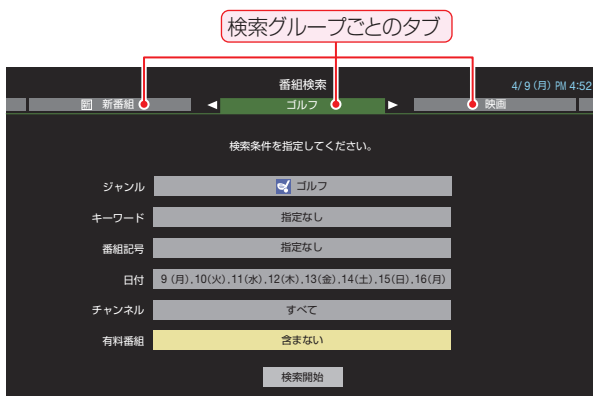 検索グループごとのタブ
番組検索 4/9(月) PM 4:52
新 新番組 ◀ ゴルフ ▶ 映画
検索条件を指定してください。
ジャンル ゴルフ
キーワード 指定なし
番組記号 指定なし
日付 9(月),10(火),11(水),12(木),13(金),14(土),15(日),16(月)
チャンネル すべて
有料番組 含まない
検索開始